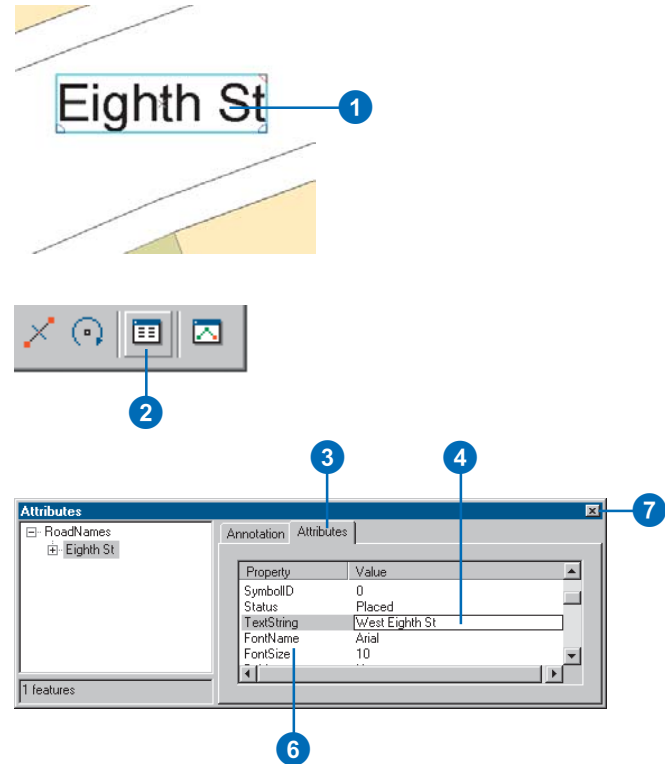 Eighth St
1
2
3
4
Attributes
7
RoadNames
Eighth St
Annotation
Attributes
Property Value
SymbolID 0
Status Placed
TextString West Eighth St
FontName Arial
FontSize 10
1 features
6